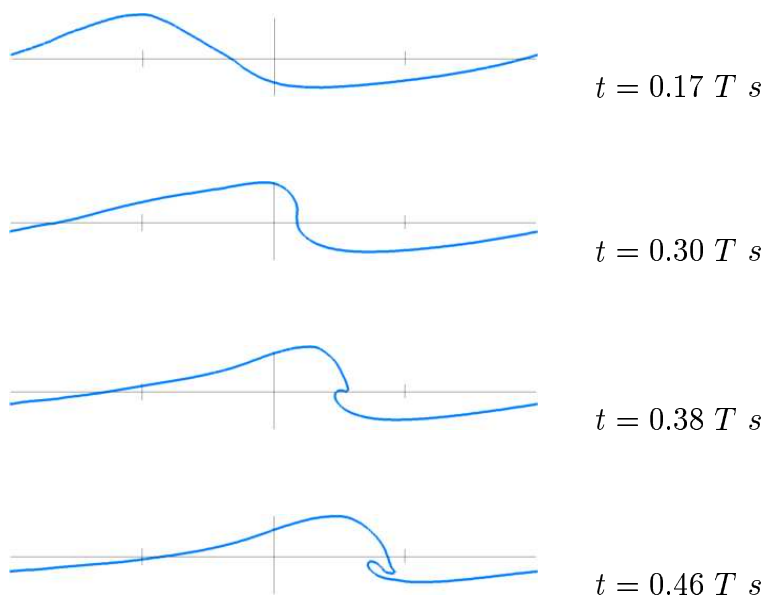 t = 0.17 T s
t = 0.30 T s
t = 0.38 T s
t = 0.46 T s